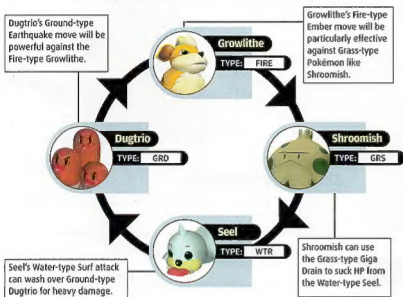 Dugtrio's Ground-type
Earthquake move will be
powerful against the
Fire-type Growlithe.
Growlithe's Fire-type
Ember move will be
particularly effective
against Grass-type
Pokémon like
Shroomish.
Growlithe
TYPE: FIRE
Dugtrio
TYPE: GRD
Shroomish
TYPE: GRS
Seel
TYPE: WTR
Seel's Water-type Surf attack
can wash over Ground-type
Dugtrio for heavy damage.
Shroomish can use
the Grass-type Giga
Drain to suck HP from
the Water-type Seel.